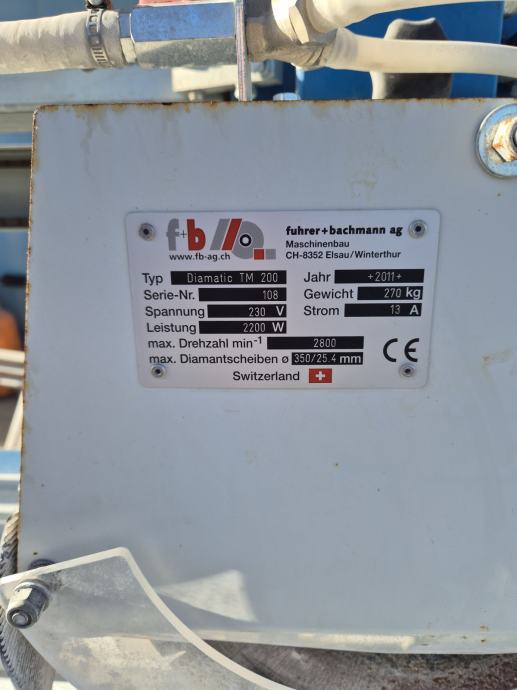 f+b
fuhrer+bachmann ag
www.fb-ag.ch
Maschinenbau
CH-8352 Elsau/Winterthur
Typ Diamatic TM 200 Jahr +2011+
Serie-Nr. 108 Gewicht 270 kg
Spannung 230 V Strom 13 A
Leistung 2200 W
max. Drehzahl min⁻¹ 2800
max. Diamantscheiben ø 350/25.4 mm
CE
Switzerland